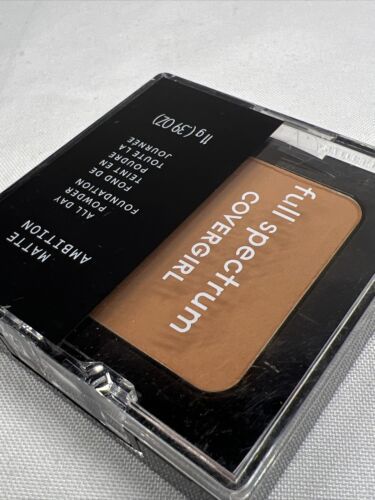 full spectrum
COVERGIRL
MATTE
AMBITION
ALL DAY
POWDER
FOUNDATION
FOND DE
TEINT EN
POUDRE
TOUTE LA
JOURNÉE
11g (.39 OZ)